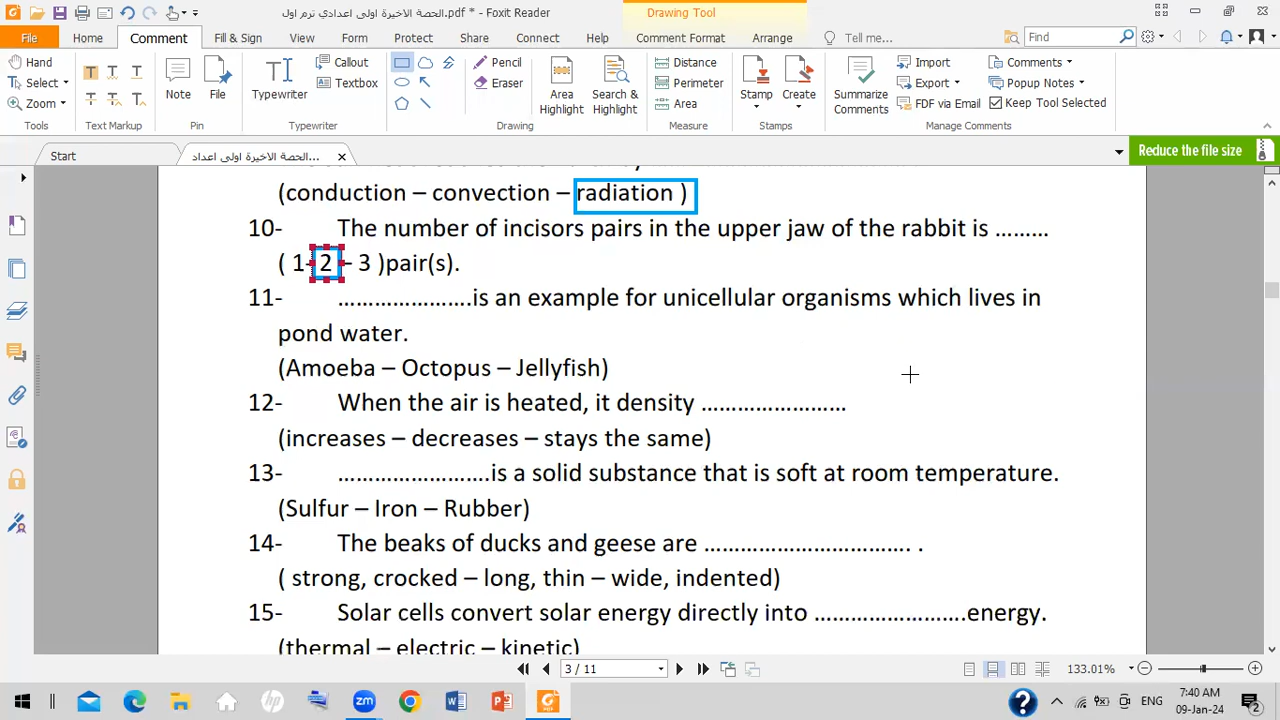 الحصة الاخيرة اولى اعدادي ترم اول.pdf * - Foxit Reader
Drawing Tool
File Home Comment Fill & Sign View Form Protect Share Connect Help Comment Format Arrange Tell me... Find
Hand
Select
Zoom
Tools
Text Markup
Note
File
Pin
Typewriter
Callout
Textbox
Typewriter
Pencil
Eraser
Drawing
Area Highlight
Search & Highlight
Distance
Perimeter
Area
Measure
Stamp
Create
Stamps
Summarize Comments
Import
Export
FDF via Email
Comments
Popup Notes
Keep Tool Selected
Manage Comments
Start
الحصة الاخيرة اولى اعداد...
Reduce the file size
(conduction – convection – radiation )
10- The number of incisors pairs in the upper jaw of the rabbit is ………
( 1- 2 – 3 )pair(s).
11- ………………….is an example for unicellular organisms which lives in
pond water.
(Amoeba – Octopus – Jellyfish)
12- When the air is heated, it density ……………………
(increases – decreases – stays the same)
13- …………………….is a solid substance that is soft at room temperature.
(Sulfur – Iron – Rubber)
14- The beaks of ducks and geese are ……………………………. .
( strong, crocked – long, thin – wide, indented)
15- Solar cells convert solar energy directly into …………………….energy.
(thermal – electric – kinetic)
3 / 11
133.01%
ENG
7:40 AM
09-Jan-24
2